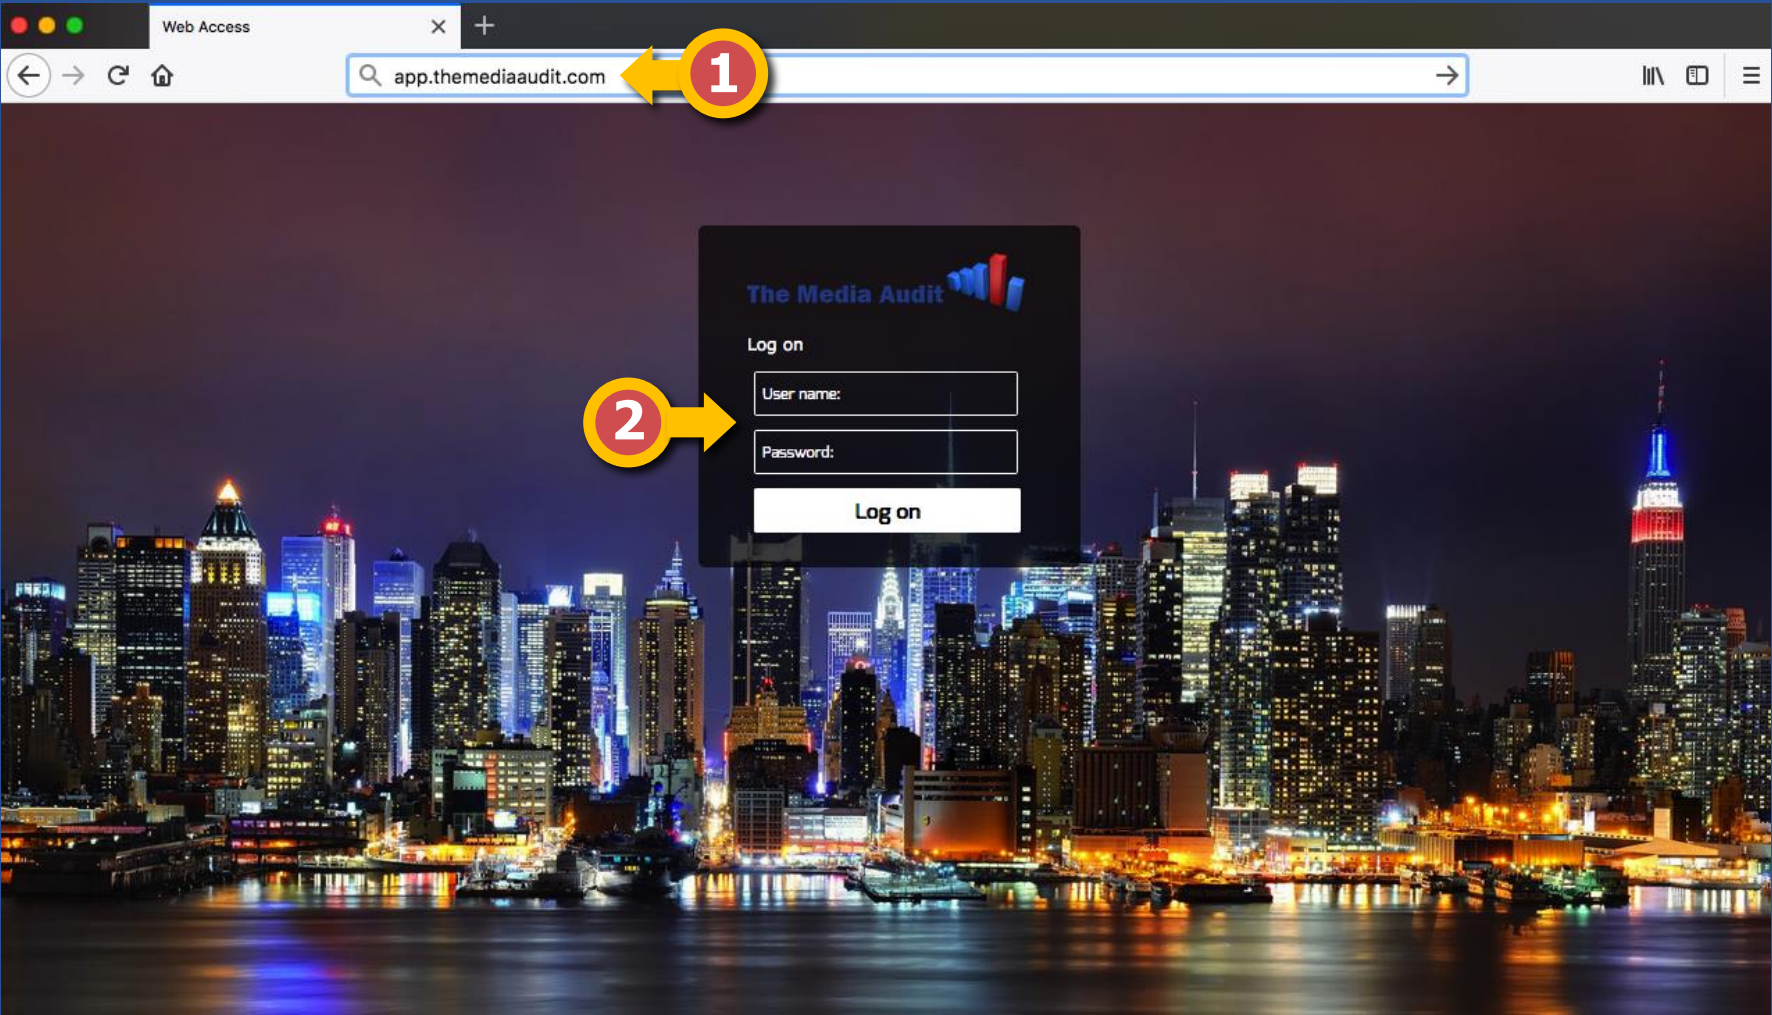 Web Access
app.themediaaudit.com
1
The Media Audit
Log on
2
User name:
Password:
Log on